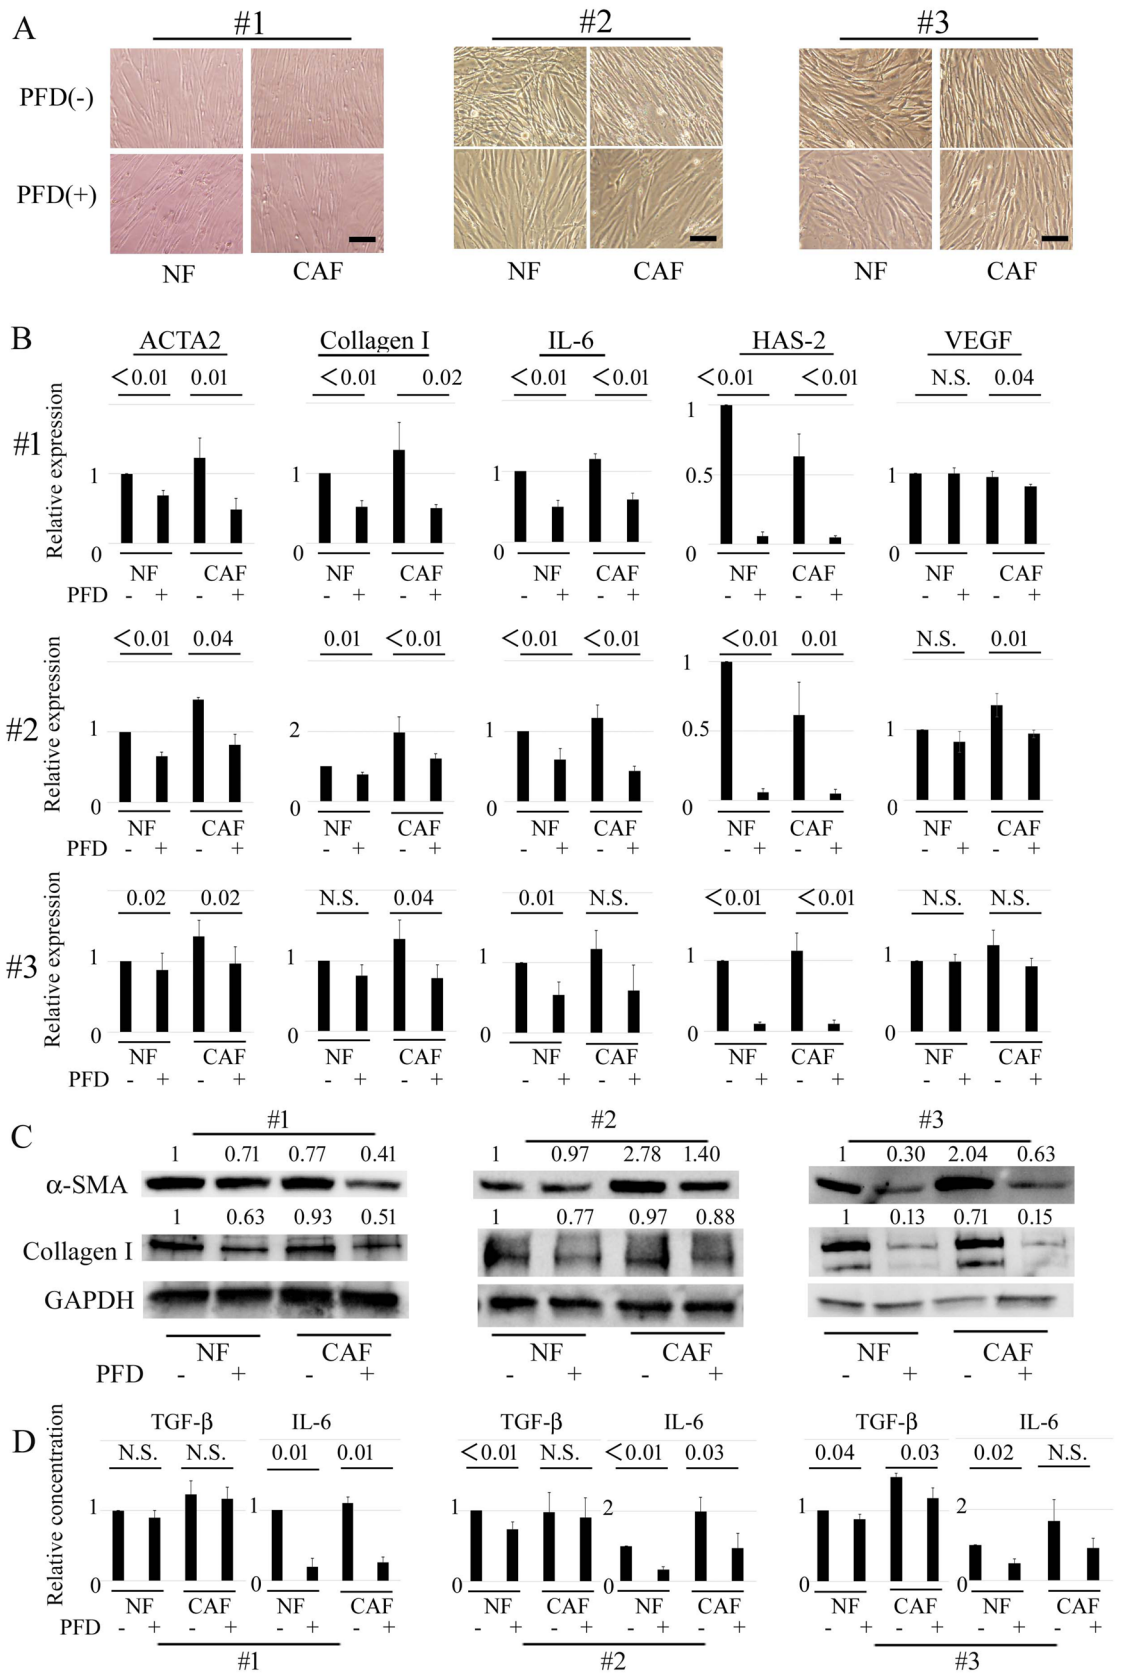 A #1 #2 #3
PFD(-)
PFD(+)
NF CAF NF CAF NF CAF
B ACTA2 Collagen I IL-6 HAS-2 VEGF
<0.01 0.01 <0.01 0.02 <0.01 <0.01 <0.01 <0.01 N.S. 0.04
#1 Relative expression
1 1 1 1 0.5 1
0 0 0 0 0
NF CAF NF CAF NF CAF NF CAF NF CAF
PFD - + - + - + - + - + - + - + - + - + - +
<0.01 0.04 0.01 <0.01 <0.01 <0.01 <0.01 0.01 N.S. 0.01
#2 Relative expression
1 2 1 1 0.5 1
0 0 0 0 0
NF CAF NF CAF NF CAF NF CAF NF CAF
PFD - + - + - + - + - + - + - + - + - + - +
0.02 0.02 N.S. 0.04 0.01 N.S. <0.01 <0.01 N.S. N.S.
#3 Relative expression
1 1 1 1 1
0 0 0 0 0
NF CAF NF CAF NF CAF NF CAF NF CAF
PFD - + - + - + - + - + - + - + - + - + - +
C #1 #2 #3
1 0.71 0.77 0.41 1 0.97 2.78 1.40 1 0.30 2.04 0.63
α-SMA
1 0.63 0.93 0.51 1 0.77 0.97 0.88 1 0.13 0.71 0.15
Collagen I
GAPDH
NF CAF NF CAF NF CAF
PFD - + - + - + - + - + - +
D TGF-β IL-6 TGF-β IL-6 TGF-β IL-6
N.S. N.S. 0.01 0.01 <0.01 N.S. <0.01 0.03 0.04 0.03 0.02 N.S.
Relative concentration
1 1 1 2 1 2
0 0 0 0 0 0
NF CAF NF CAF NF CAF NF CAF NF CAF NF CAF
PFD - + - + - + - + - + - + - + - + - + - + - + - +
#1 #2 #3